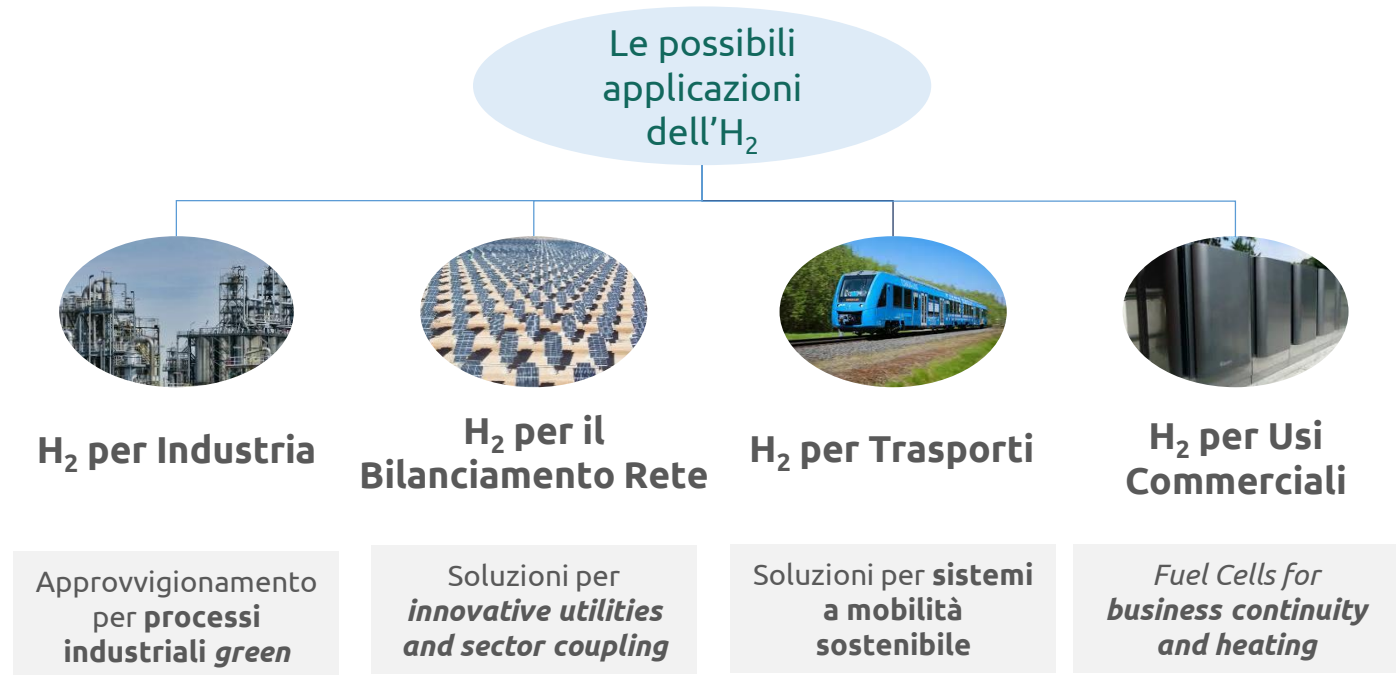 Le possibili
applicazioni
dell'H₂
H₂ per Industria
H₂ per il
Bilanciamento Rete
H₂ per Trasporti
H₂ per Usi
Commerciali
Approvvigionamento
per processi
industriali green
Soluzioni per
innovative utilities
and sector coupling
Soluzioni per sistemi
a mobilità
sostenibile
Fuel Cells for
business continuity
and heating